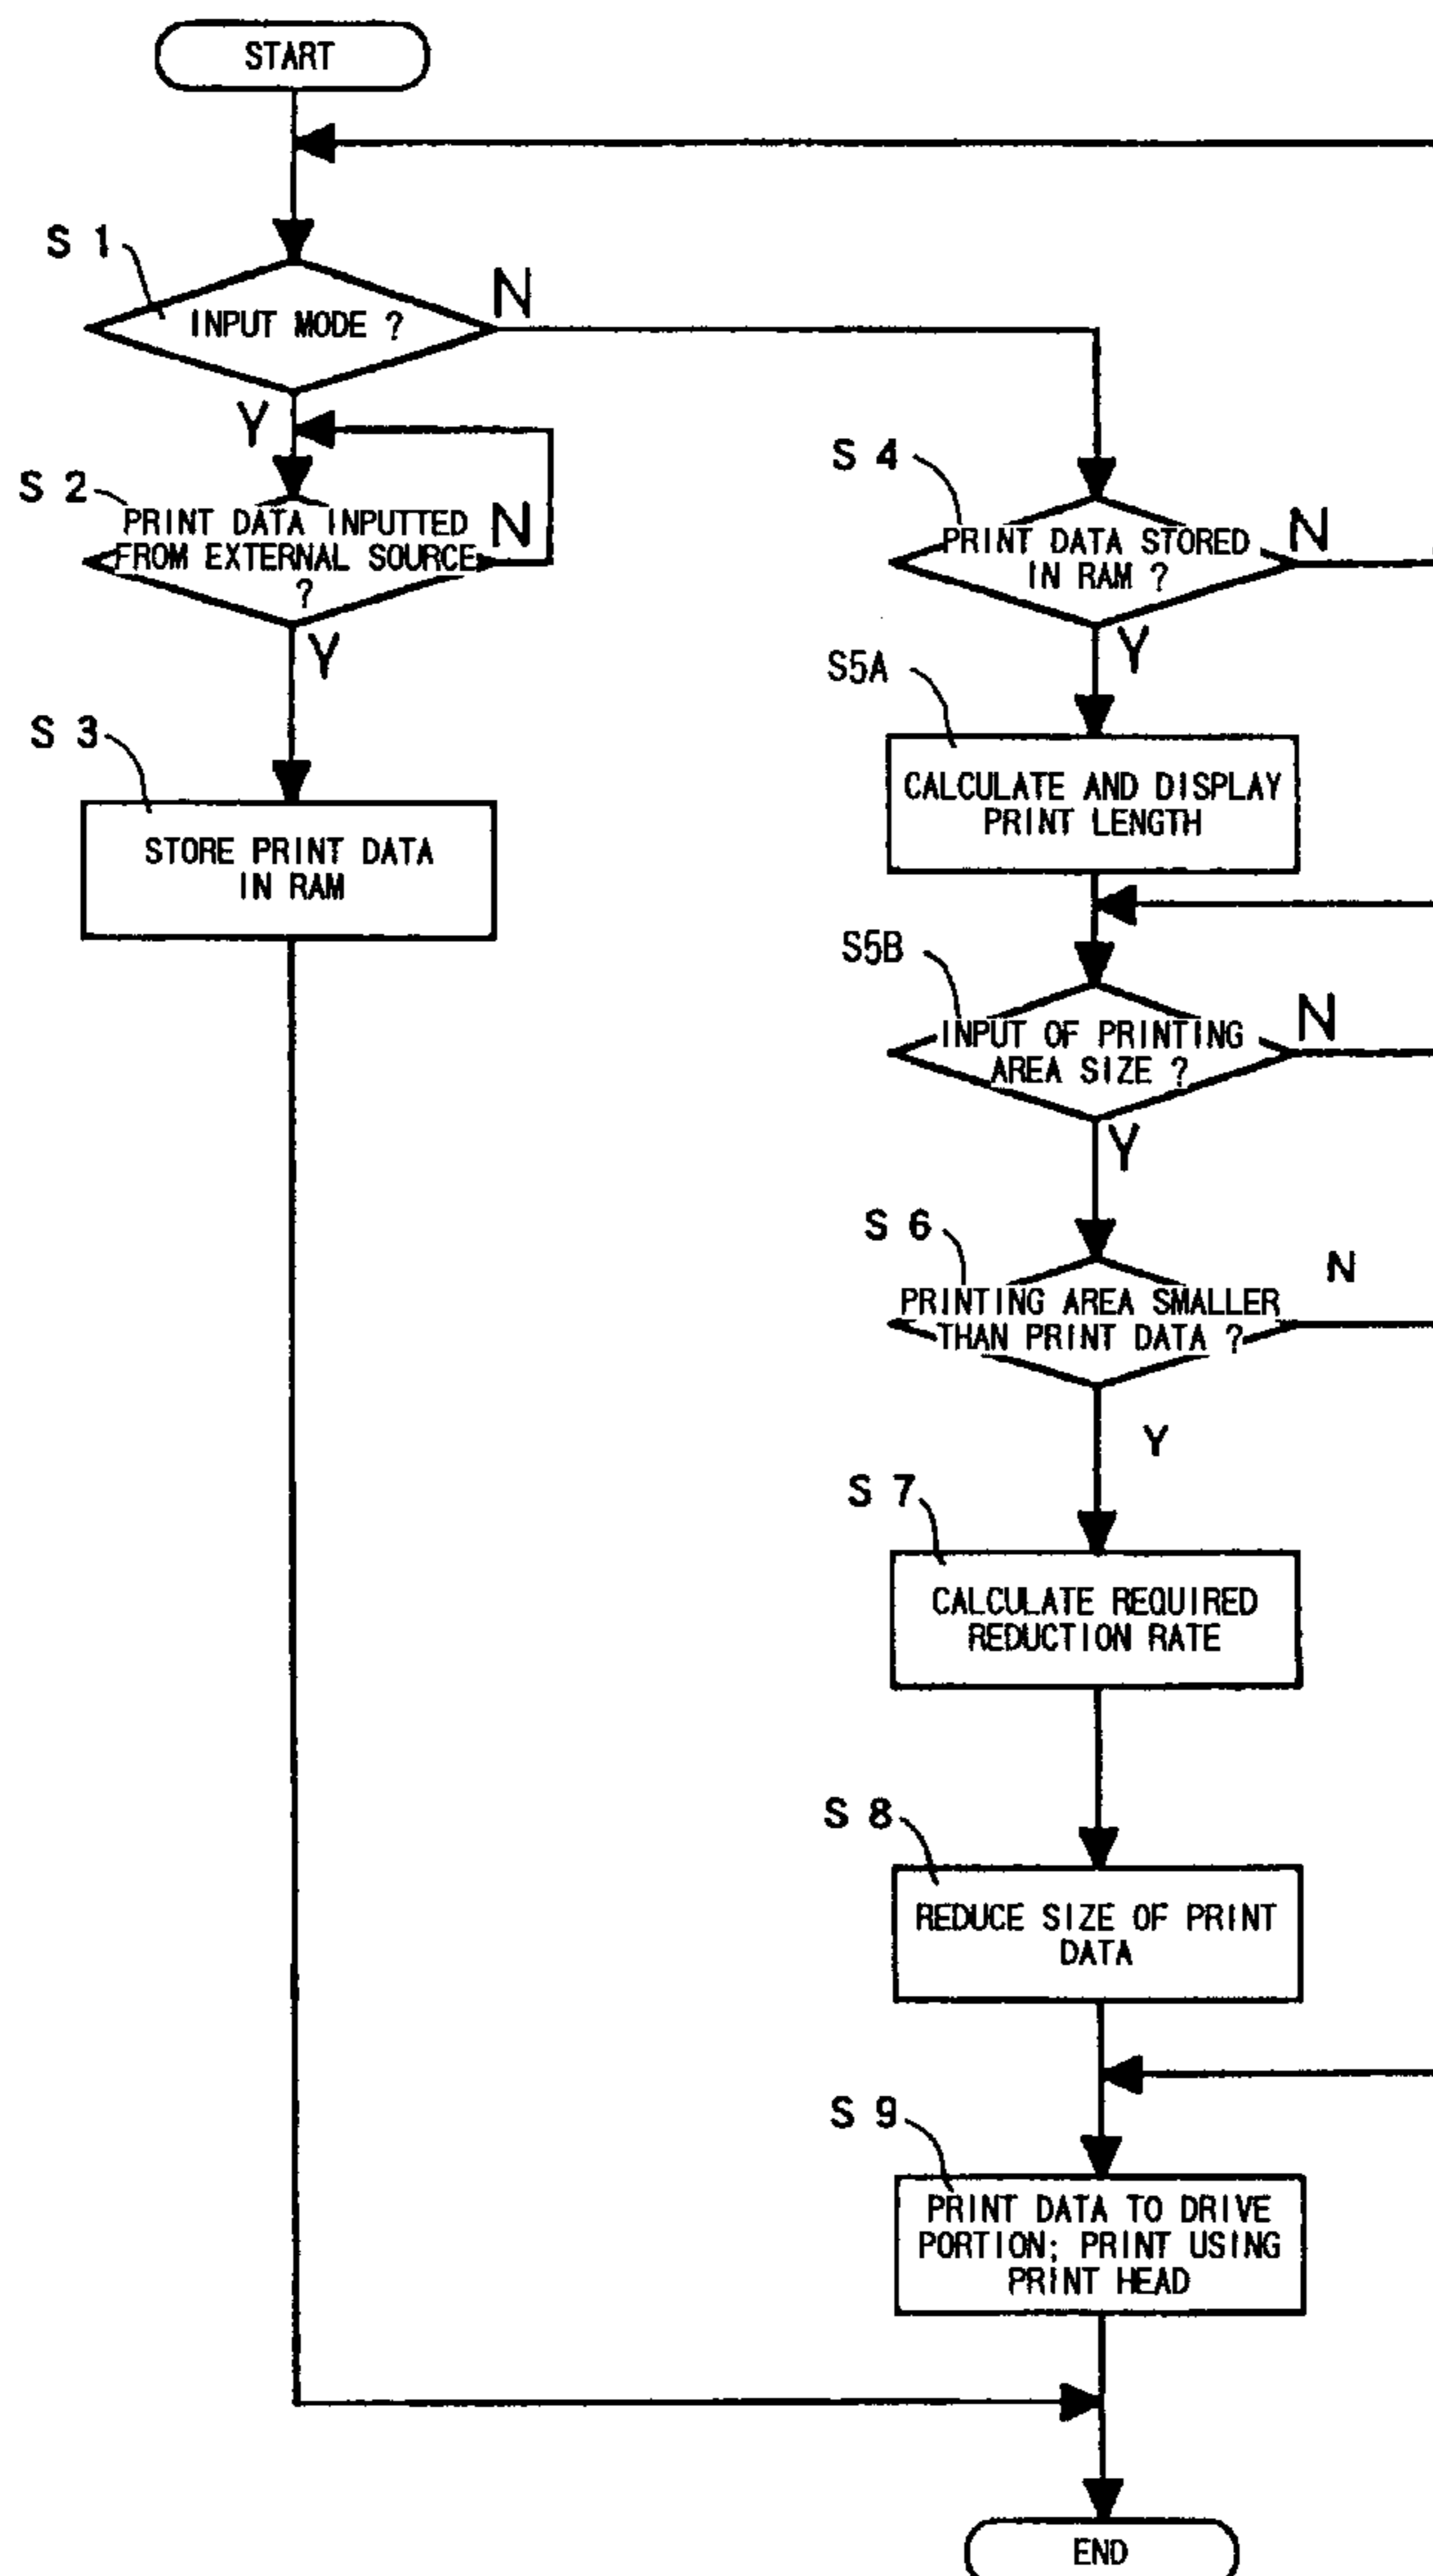 START
S 1
INPUT MODE ?
N
Y
S 2
PRINT DATA INPUTTED
FROM EXTERNAL SOURCE
?
N
Y
S 3
STORE PRINT DATA
IN RAM
S 4
PRINT DATA STORED
IN RAM ?
N
Y
S5A
CALCULATE AND DISPLAY
PRINT LENGTH
S5B
INPUT OF PRINTING
AREA SIZE ?
N
Y
S 6
PRINTING AREA SMALLER
THAN PRINT DATA ?
N
Y
S 7
CALCULATE REQUIRED
REDUCTION RATE
S 8
REDUCE SIZE OF PRINT
DATA
S 9
PRINT DATA TO DRIVE
PORTION; PRINT USING
PRINT HEAD
END